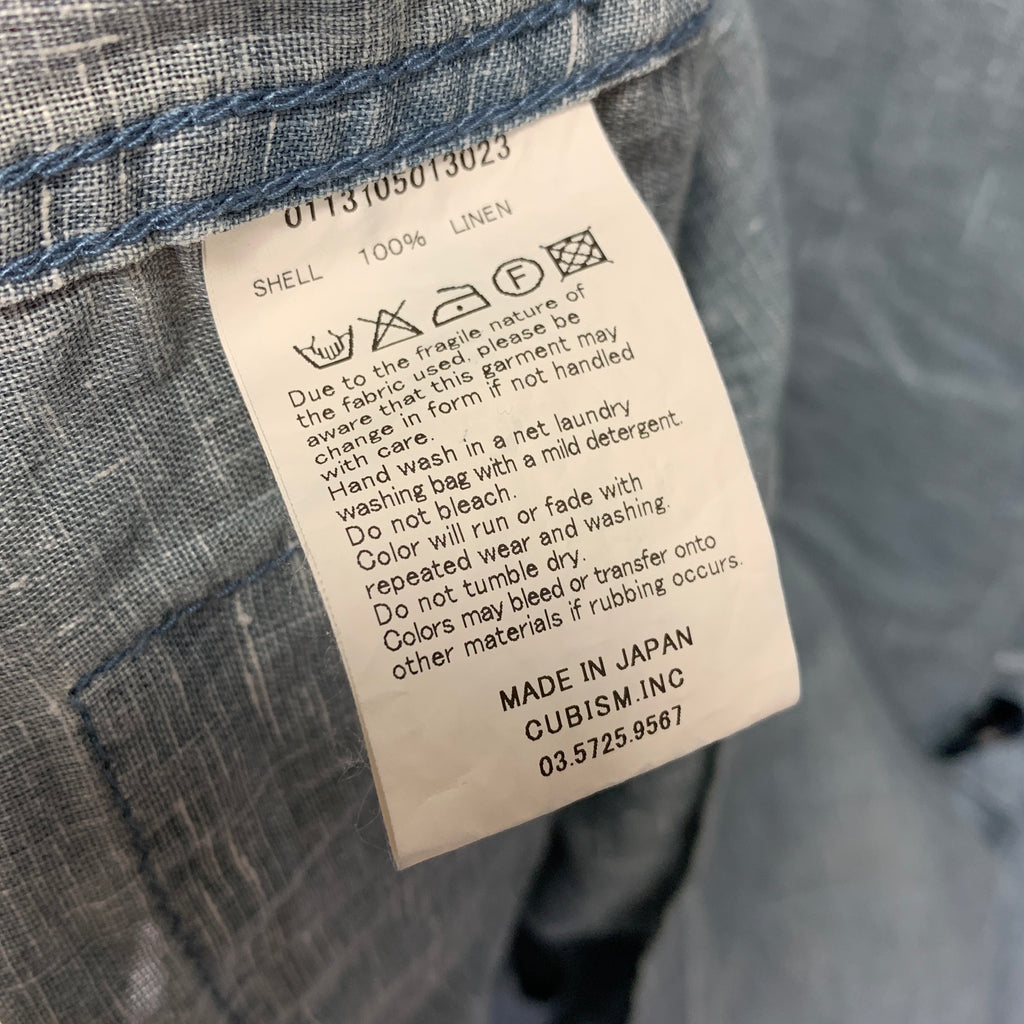 0113105013023
SHELL 100% LINEN
F
Due to the fragile nature of
the fabric used, please be
aware that this garment may
change in form if not handled
with care.
Hand wash in a net laundry
washing bag with a mild detergent.
Do not bleach.
Color will run or fade with
repeated wear and washing.
Do not tumble dry.
Colors may bleed or transfer onto
other materials if rubbing occurs.
MADE IN JAPAN
CUBISM.INC
03.5725.9567